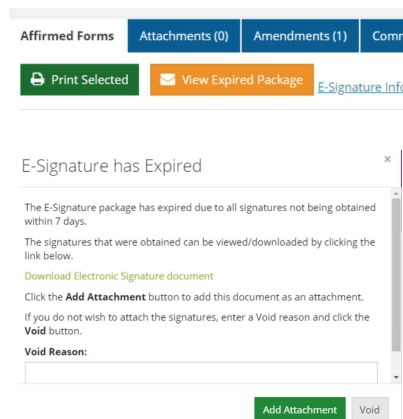 Affirmed Forms Attachments (0) Amendments (1)
Print Selected View Expired Package E-Signature
E-Signature has Expired ×
The E-Signature package has expired due to all signatures not being obtained
within 7 days.
The signatures that were obtained can be viewed/downloaded by clicking the
link below.
Download Electronic Signature document
Click the Add Attachment button to add this document as an attachment.
If you do not wish to attach the signatures, enter a Void reason and click the
Void button.
Void Reason:
Add Attachment Void